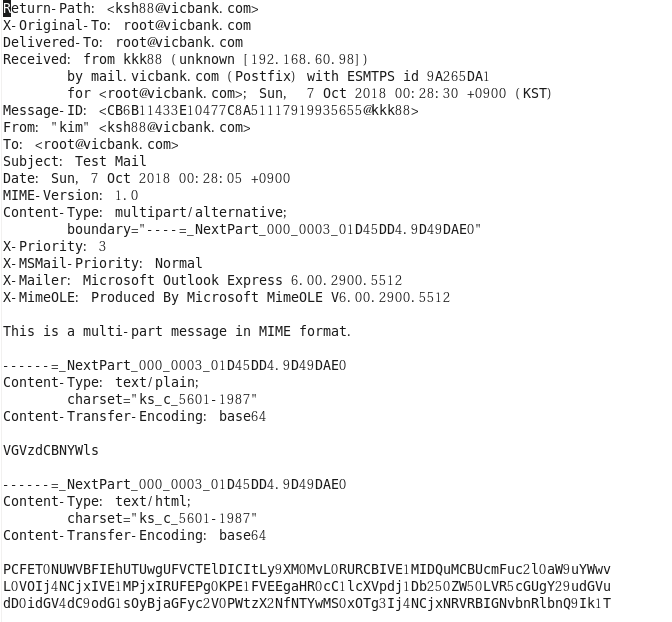 Return-Path: <ksh88@vicbank.com>
X-Original-To: root@vicbank.com
Delivered-To: root@vicbank.com
Received: from kkk88 (unknown [192.168.60.98])
by mail.vicbank.com (Postfix) with ESMTPS id 9A265DA1
for <root@vicbank.com>; Sun, 7 Oct 2018 00:28:30 +0900 (KST)
Message-ID: <CB6B11433E10477C8A51117919935655@kkk88>
From: "kim" <ksh88@vicbank.com>
To: <root@vicbank.com>
Subject: Test Mail
Date: Sun, 7 Oct 2018 00:28:05 +0900
MIME-Version: 1.0
Content-Type: multipart/alternative;
boundary="----=_NextPart_000_0003_01D45DD4.9D49DAE0"
X-Priority: 3
X-MSMail-Priority: Normal
X-Mailer: Microsoft Outlook Express 6.00.2900.5512
X-MimeOLE: Produced By Microsoft MimeOLE V6.00.2900.5512
This is a multi-part message in MIME format.
------=_NextPart_000_0003_01D45DD4.9D49DAE0
Content-Type: text/plain;
charset="ks_c_5601-1987"
Content-Transfer-Encoding: base64
VGVzdCBNYWls
------=_NextPart_000_0003_01D45DD4.9D49DAE0
Content-Type: text/html;
charset="ks_c_5601-1987"
Content-Transfer-Encoding: base64
PCFET0NUWVBFIEhUTUwgUFVCTElDICItLy9XM0MvL0RURCBIVE1MIDQuMCBUcmFuc2l0aW9uYWwv
L0VOIj4NCjxIVE1MPjxIRUFEPg0KPE1FVEEgaHR0cC1lcXVpdj1Db250ZW50LVR5cGUgY29udGVu
dD0idGV4dC9odG1sOyBjaGFyc2V0PWtzX2NfNTYwMS0xOTg3Ij4NCjxNRVRBIGNvbnRlbnQ9Ik1T